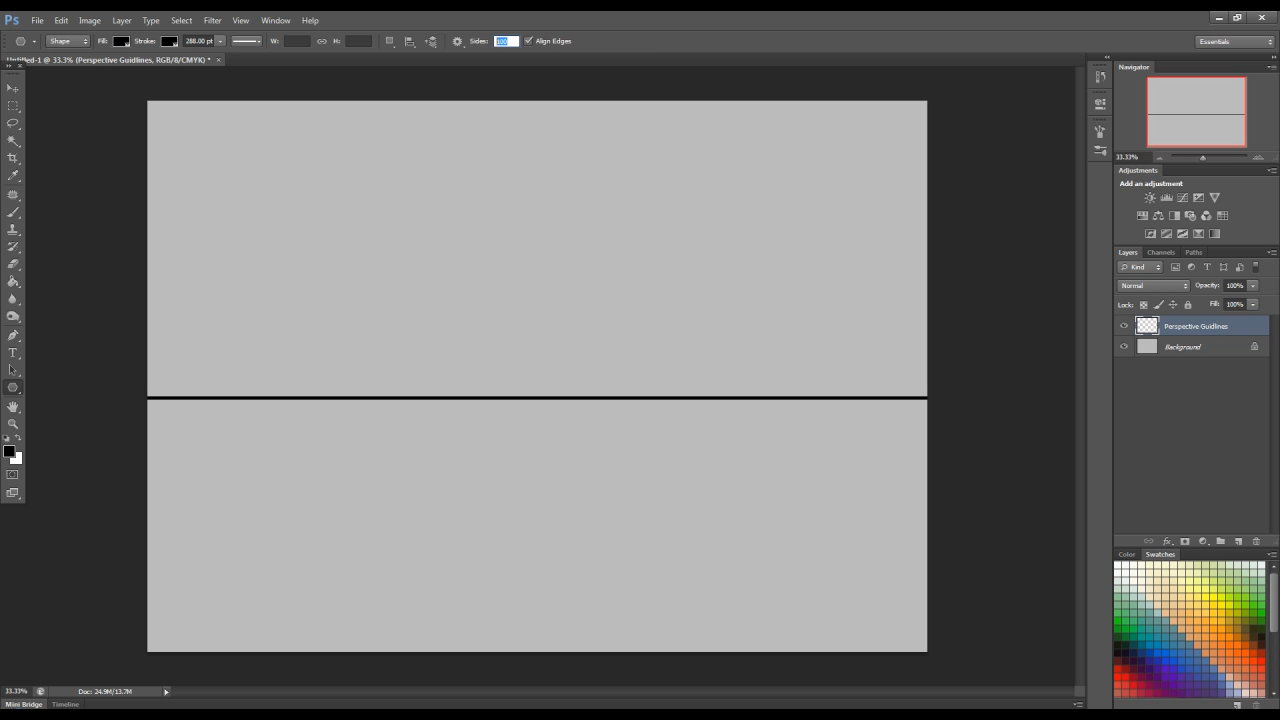 Ps File Edit Image Layer Type Select Filter View Window Help
Shape Fill: Stroke: 288.00 pt W: H: Sides: 100 Align Edges Essentials
Untitled-1 @ 33.3% (Perspective Guidlines, RGB/8/CMYK) *
Navigator
33.33%
Adjustments
Add an adjustment
Layers Channels Paths
Kind
Normal Opacity: 100%
Lock: Fill: 100%
Perspective Guidlines
Background
Color Swatches
33.33% Doc: 24.9M/13.7M
Mini Bridge Timeline